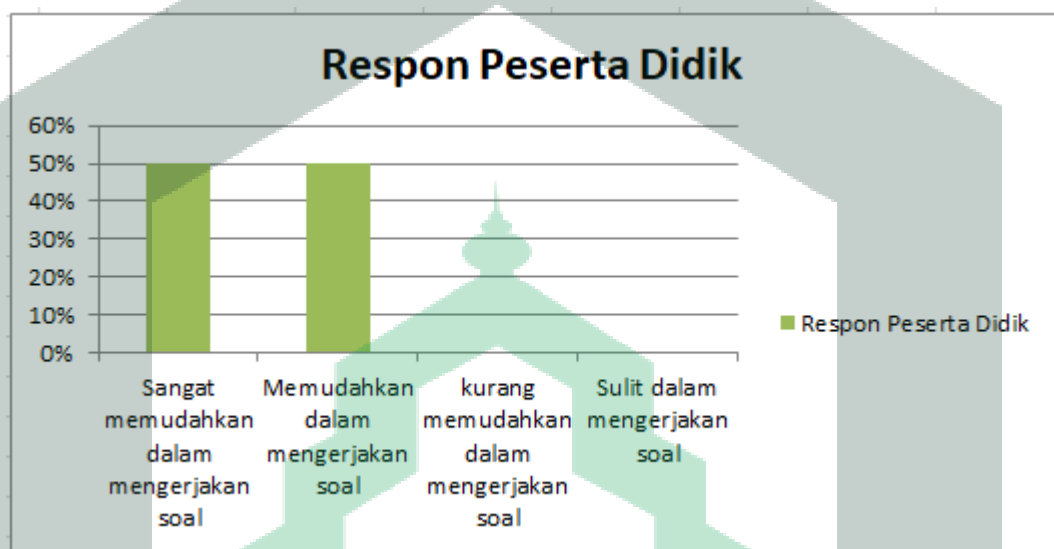 Respon Peserta Didik
60%
50%
40%
30%
20%
10%
0%
Sangat
memudahkan
dalam
mengerjakan
soal
Memudahkan
dalam
mengerjakan
soal
kurang
memudahkan
dalam
mengerjakan
soal
Sulit dalam
mengerjakan
soal
Respon Peserta Didik